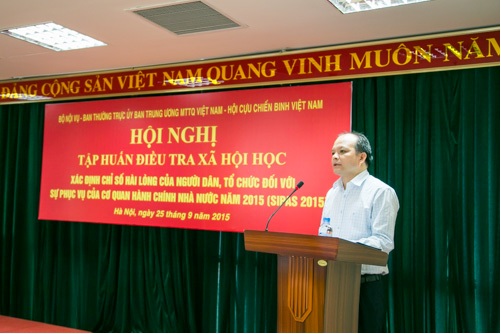 ĐẢNG CỘNG SẢN VIỆT NAM QUANG VINH MUÔN NĂM
BỘ NỘI VỤ - BAN THƯỜNG TRỰC ỦY BAN TRUNG ƯƠNG MTTQ VIỆT NAM - HỘI CỰU CHIẾN BINH VIỆT NAM
HỘI NGHỊ
TẬP HUẤN ĐIỀU TRA XÃ HỘI HỌC
XÁC ĐỊNH CHỈ SỐ HÀI LÒNG CỦA NGƯỜI DÂN, TỔ CHỨC ĐỐI VỚI
SỰ PHỤC VỤ CỦA CƠ QUAN HÀNH CHÍNH NHÀ NƯỚC NĂM 2015 (SIPAS 2015)
Hà Nội, ngày 25 tháng 9 năm 2015